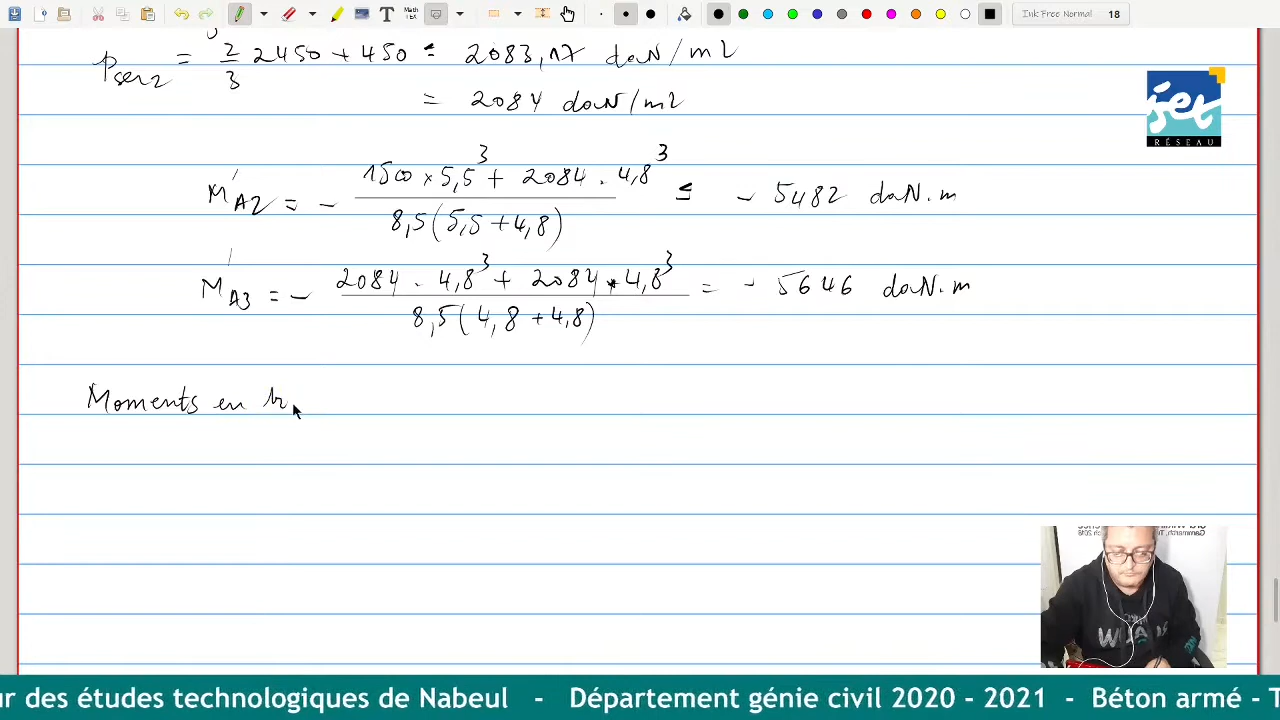 Ink Free Normal 18
Pser2 = 2/3 2450 + 450 ≤ 2083,17 daN/m2
= 2084 daN/m2
M'A2 = - (1500 × 5,5³ + 2084 . 4,8³) / (8,5(5,5 + 4,8)) ≤ - 5482 daN.m
M'A3 = - (2084 . 4,8³ + 2084 * 4,8³) / (8,5(4,8 + 4,8)) = - 5646 daN.m
Moments en tr
iset
RÉSEAU
ur des études technologiques de Nabeul - Département génie civil 2020 - 2021 - Béton armé - T